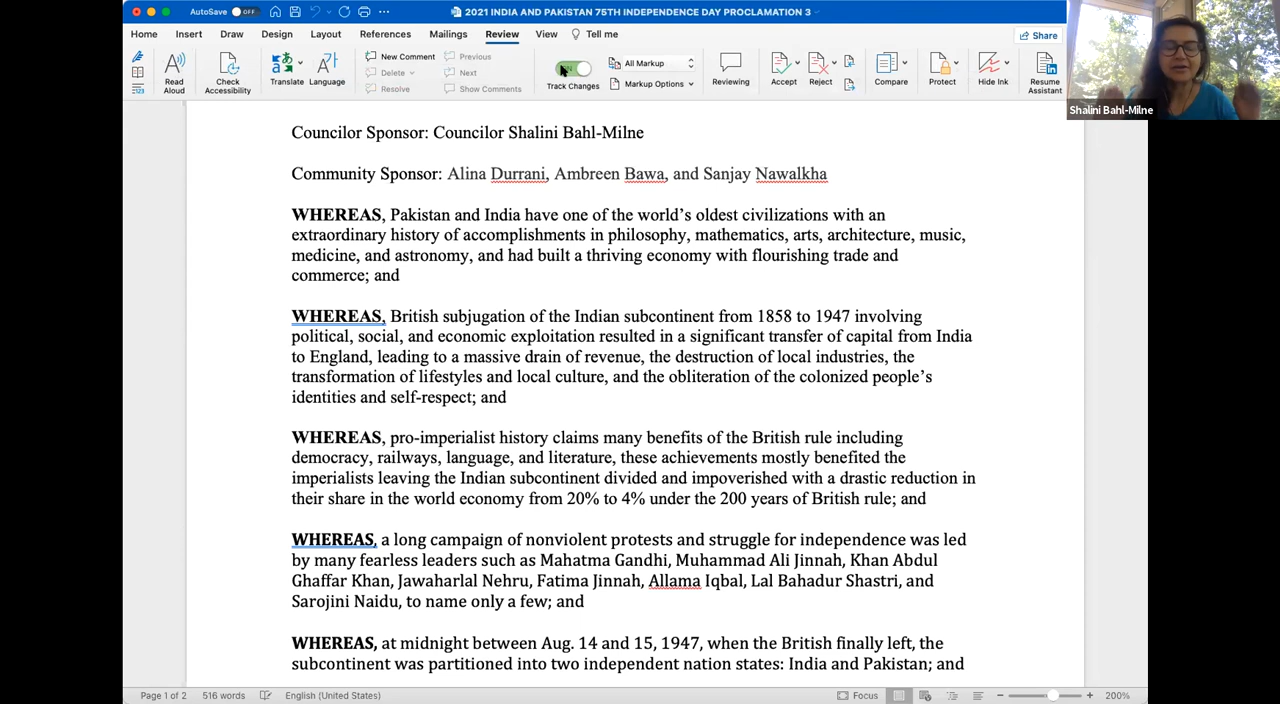 AutoSave OFF
2021 INDIA AND PAKISTAN 75TH INDEPENDENCE DAY PROCLAMATION 3
Home Insert Draw Design Layout References Mailings Review View Tell me
Share
Read Aloud
Check Accessibility
Translate
Language
New Comment
Delete
Resolve
Previous
Next
Show Comments
Track Changes
All Markup
Markup Options
Reviewing
Accept
Reject
Compare
Protect
Hide Ink
Resume Assistant
Shalini Bahl-Milne
Councilor Sponsor: Councilor Shalini Bahl-Milne
Community Sponsor: Alina Durrani, Ambreen Bawa, and Sanjay Nawalkha
WHEREAS, Pakistan and India have one of the world's oldest civilizations with an
extraordinary history of accomplishments in philosophy, mathematics, arts, architecture, music,
medicine, and astronomy, and had built a thriving economy with flourishing trade and
commerce; and
WHEREAS, British subjugation of the Indian subcontinent from 1858 to 1947 involving
political, social, and economic exploitation resulted in a significant transfer of capital from India
to England, leading to a massive drain of revenue, the destruction of local industries, the
transformation of lifestyles and local culture, and the obliteration of the colonized people's
identities and self-respect; and
WHEREAS, pro-imperialist history claims many benefits of the British rule including
democracy, railways, language, and literature, these achievements mostly benefited the
imperialists leaving the Indian subcontinent divided and impoverished with a drastic reduction in
their share in the world economy from 20% to 4% under the 200 years of British rule; and
WHEREAS, a long campaign of nonviolent protests and struggle for independence was led
by many fearless leaders such as Mahatma Gandhi, Muhammad Ali Jinnah, Khan Abdul
Ghaffar Khan, Jawaharlal Nehru, Fatima Jinnah, Allama Iqbal, Lal Bahadur Shastri, and
Sarojini Naidu, to name only a few; and
WHEREAS, at midnight between Aug. 14 and 15, 1947, when the British finally left, the
subcontinent was partitioned into two independent nation states: India and Pakistan; and
Page 1 of 2 516 words English (United States) Focus 200%